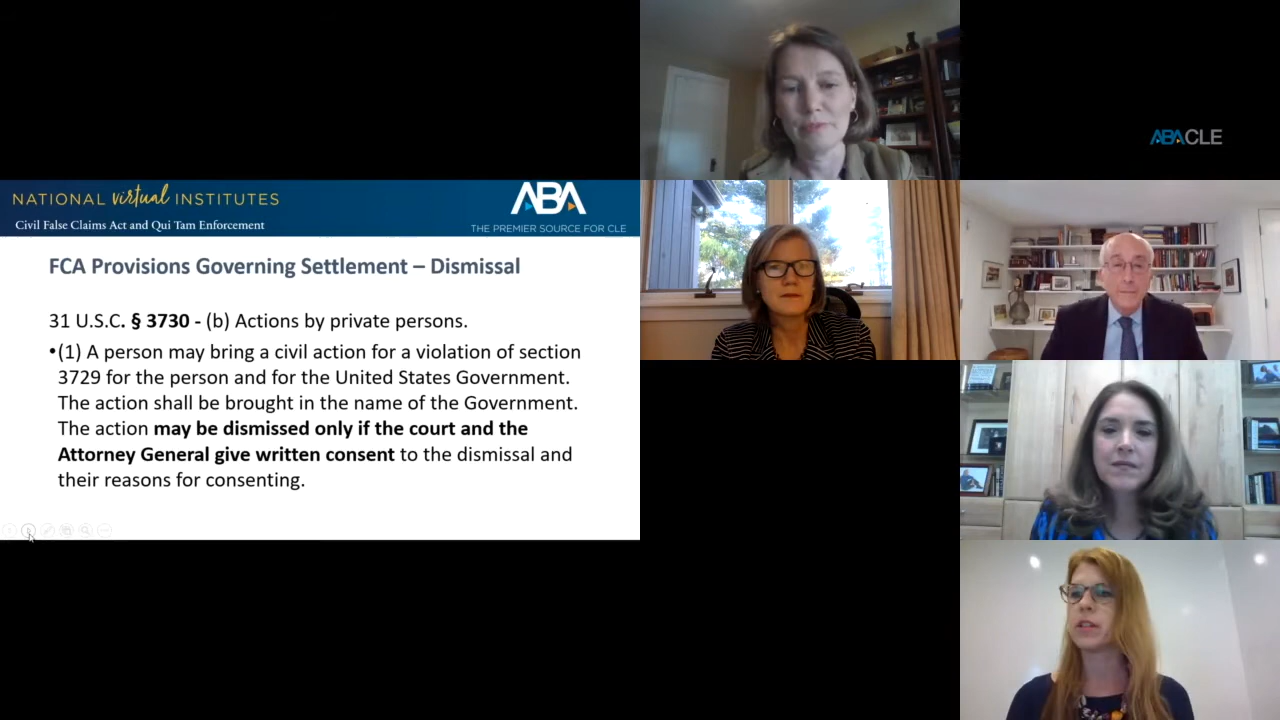 ABACLE
NATIONAL virtual INSTITUTES
Civil False Claims Act and Qui Tam Enforcement
ABA
THE PREMIER SOURCE FOR CLE
FCA Provisions Governing Settlement – Dismissal
31 U.S.C. § 3730 - (b) Actions by private persons.
•(1) A person may bring a civil action for a violation of section
3729 for the person and for the United States Government.
The action shall be brought in the name of the Government.
The action may be dismissed only if the court and the
Attorney General give written consent to the dismissal and
their reasons for consenting.